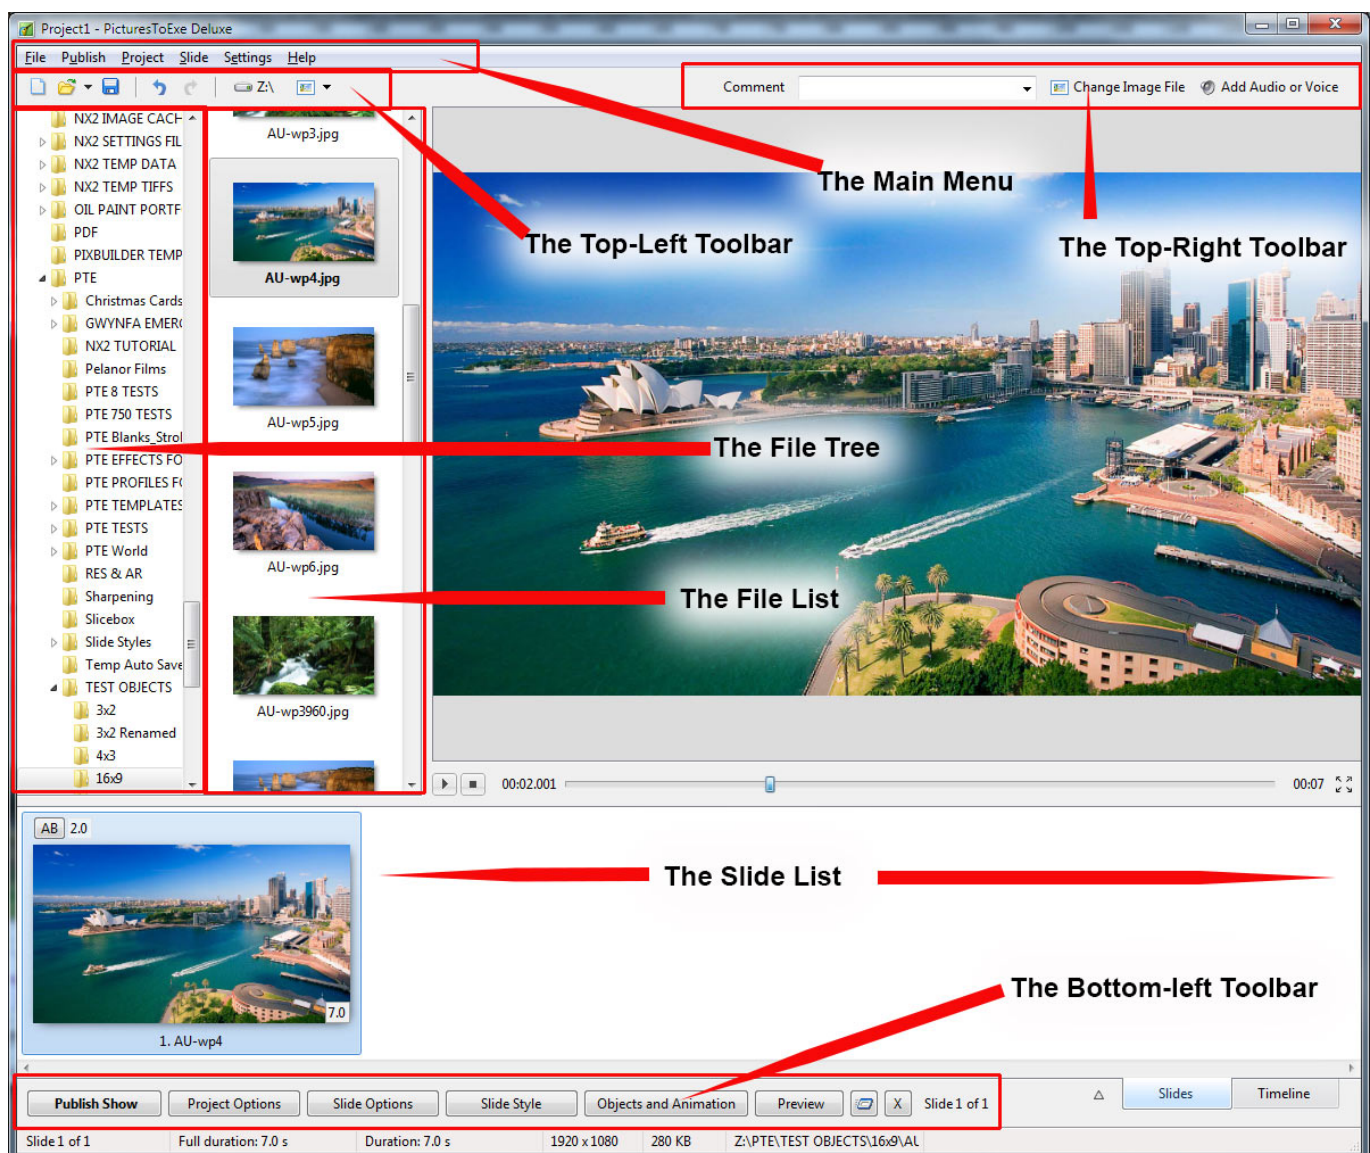 Project1 - PicturesToExe Deluxe
File Publish Project Slide Settings Help
Z:\
Comment
Change Image File
Add Audio or Voice
NX2 IMAGE CACH
NX2 SETTINGS FIL
NX2 TEMP DATA
NX2 TEMP TIFFS
OIL PAINT PORTF
PDF
PIXBUILDER TEMP
PTE
Christmas Cards
GWYNFA EMERG
NX2 TUTORIAL
Pelanor Films
PTE 8 TESTS
PTE 750 TESTS
PTE Blanks_Strol
PTE EFFECTS FO
PTE PROFILES FO
PTE TEMPLATES
PTE TESTS
PTE World
RES & AR
Sharpening
Slicebox
Slide Styles
Temp Auto Save
TEST OBJECTS
3x2
3x2 Renamed
4x3
16x9
AU-wp3.jpg
AU-wp4.jpg
AU-wp5.jpg
AU-wp6.jpg
AU-wp3960.jpg
The Main Menu
The Top-Left Toolbar
The Top-Right Toolbar
The File Tree
The File List
00:02.001
00:07
AB 2.0
7.0
1. AU-wp4
The Slide List
The Bottom-left Toolbar
Publish Show
Project Options
Slide Options
Slide Style
Objects and Animation
Preview
X
Slide 1 of 1
Slides
Timeline
Slide 1 of 1
Full duration: 7.0 s
Duration: 7.0 s
1920 x 1080
280 KB
Z:\PTE\TEST OBJECTS\16x9\AU